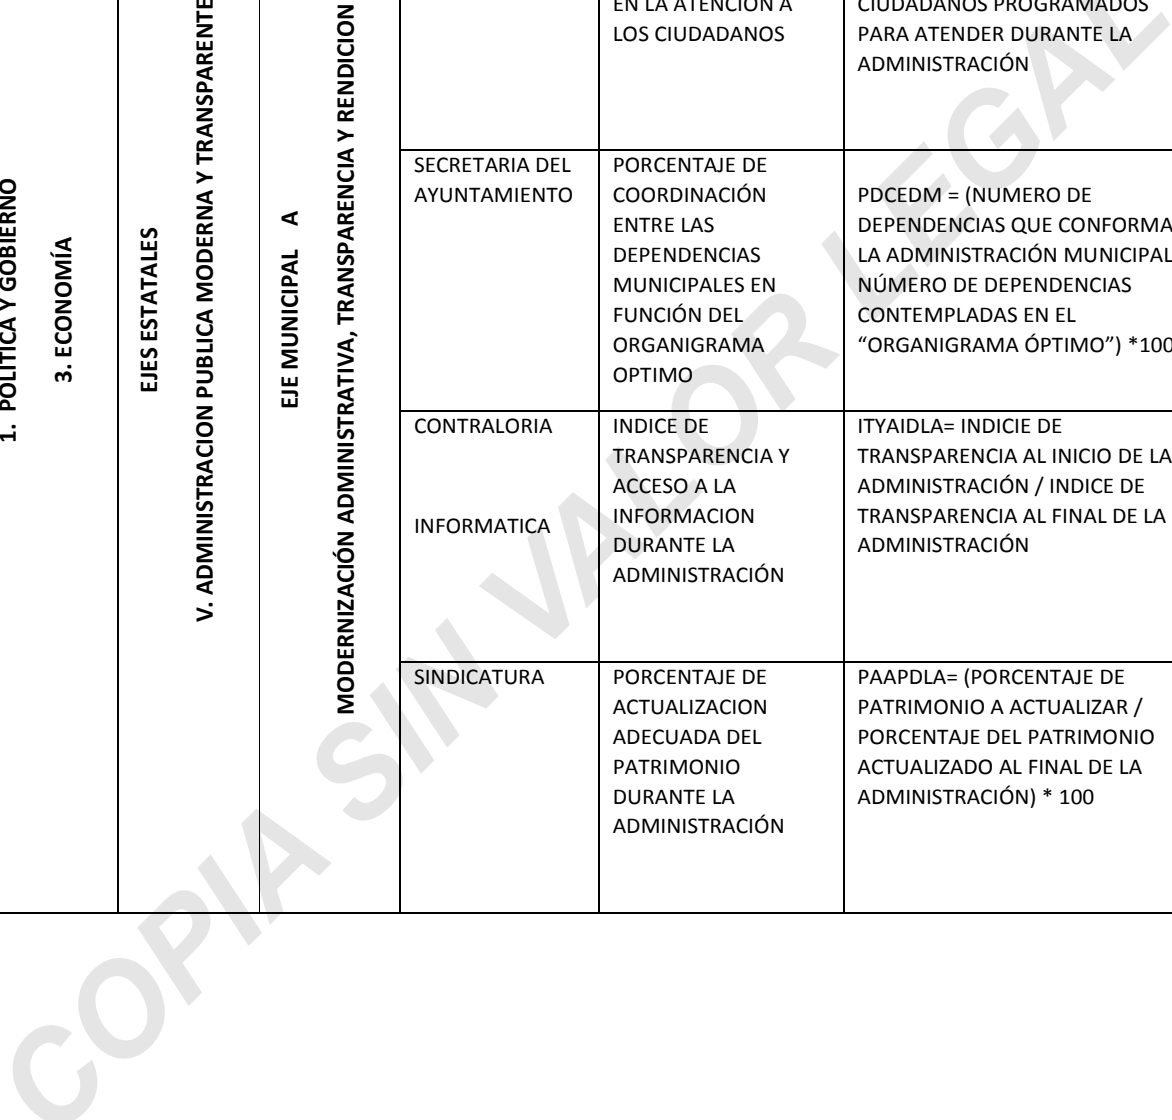 1. POLITICA Y GOBIERNO
3. ECONOMÍA
EJES ESTATALES
V. ADMINISTRACION PUBLICA MODERNA Y TRANSPARENTE
EJE MUNICIPAL A
MODERNIZACIÓN ADMINISTRATIVA, TRANSPARENCIA Y RENDICION
EN LA ATENCION A
LOS CIUDADANOS
CIUDADANOS PROGRAMADOS
PARA ATENDER DURANTE LA
ADMINISTRACIÓN
SECRETARIA DEL
AYUNTAMIENTO
PORCENTAJE DE
COORDINACIÓN
ENTRE LAS
DEPENDENCIAS
MUNICIPALES EN
FUNCIÓN DEL
ORGANIGRAMA
OPTIMO
PDCEDM = (NUMERO DE
DEPENDENCIAS QUE CONFORMA
LA ADMINISTRACIÓN MUNICIPAL
NÚMERO DE DEPENDENCIAS
CONTEMPLADAS EN EL
“ORGANIGRAMA ÓPTIMO”) *100
CONTRALORIA
INFORMATICA
INDICE DE
TRANSPARENCIA Y
ACCESO A LA
INFORMACION
DURANTE LA
ADMINISTRACIÓN
ITYAIDLA= INDICIE DE
TRANSPARENCIA AL INICIO DE LA
ADMINISTRACIÓN / INDICE DE
TRANSPARENCIA AL FINAL DE LA
ADMINISTRACIÓN
SINDICATURA
PORCENTAJE DE
ACTUALIZACION
ADECUADA DEL
PATRIMONIO
DURANTE LA
ADMINISTRACIÓN
PAAPDLA= (PORCENTAJE DE
PATRIMONIO A ACTUALIZAR /
PORCENTAJE DEL PATRIMONIO
ACTUALIZADO AL FINAL DE LA
ADMINISTRACIÓN) * 100
COPIA SIN VALOR LEGAL